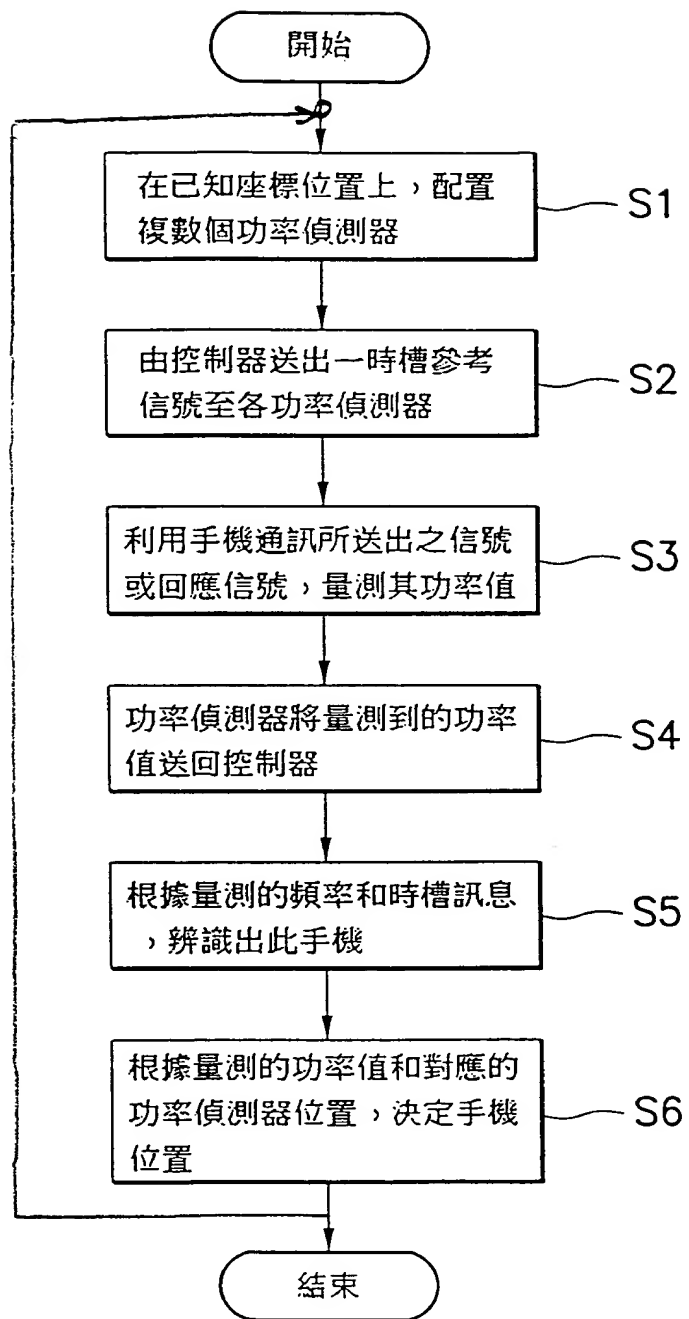 開始
在已知座標位置上，配置
複數個功率偵測器
S1
由控制器送出一時槽參考
信號至各功率偵測器
S2
利用手機通訊所送出之信號
或回應信號，量測其功率值
S3
功率偵測器將量測到的功率
值送回控制器
S4
根據量測的頻率和時槽訊息
，辨識出此手機
S5
根據量測的功率值和對應的
功率偵測器位置，決定手機
位置
S6
結束